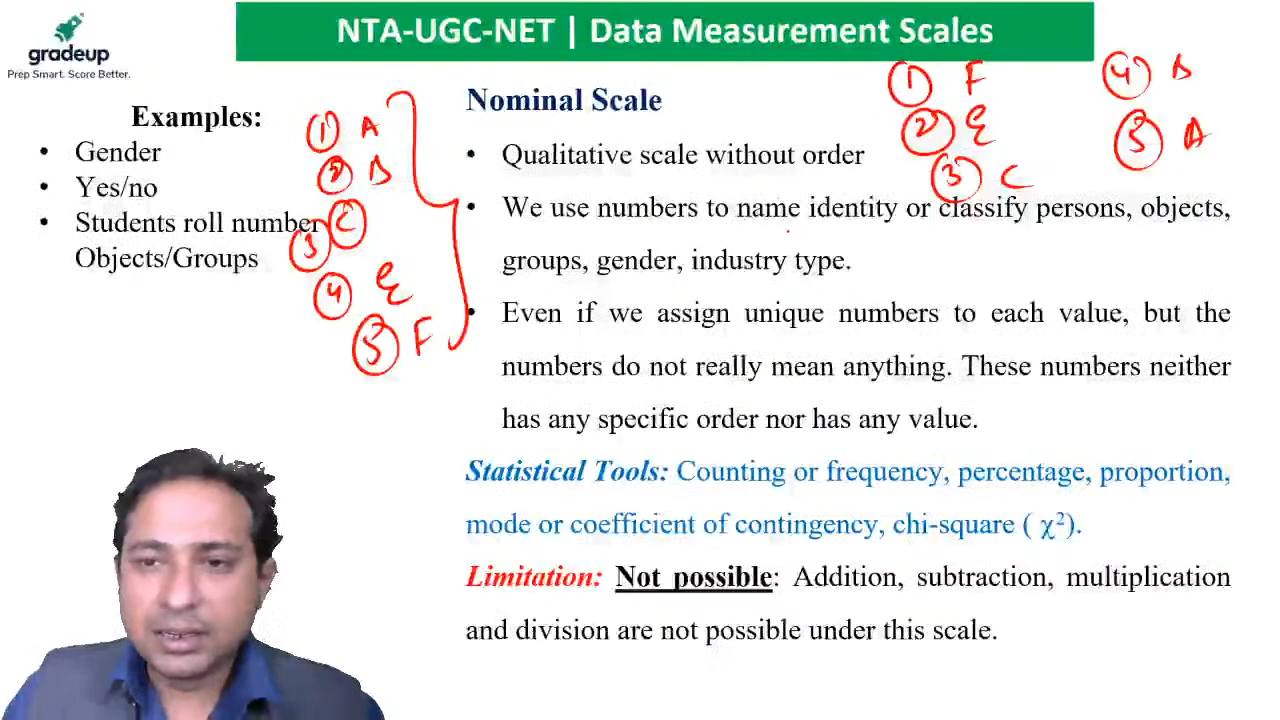 gradeup
Prep Smart. Score Better.
NTA-UGC-NET | Data Measurement Scales
Examples:
• Gender
• Yes/no
• Students roll number
Objects/Groups
1 A
2 B
3 C
4 E
5 F
Nominal Scale
1 F
2 E
3 C
4 B
5 A
• Qualitative scale without order
• We use numbers to name identity or classify persons, objects,
groups, gender, industry type.
• Even if we assign unique numbers to each value, but the
numbers do not really mean anything. These numbers neither
has any specific order nor has any value.
Statistical Tools: Counting or frequency, percentage, proportion,
mode or coefficient of contingency, chi-square ( χ²).
Limitation: Not possible: Addition, subtraction, multiplication
and division are not possible under this scale.